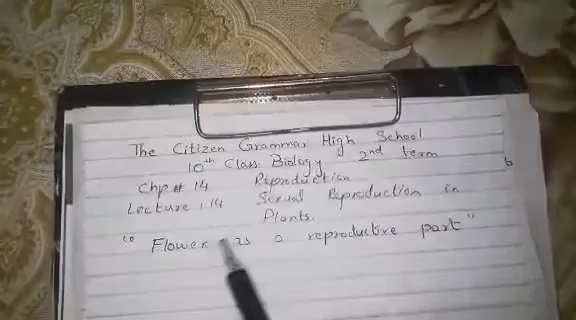 The Citizen Grammar High School
10th Class Biology 2nd term
Chp # 14 Reproduction
Lecture : 14 Sexual Reproduction in
Plants.
" Flower as a reproductive part "